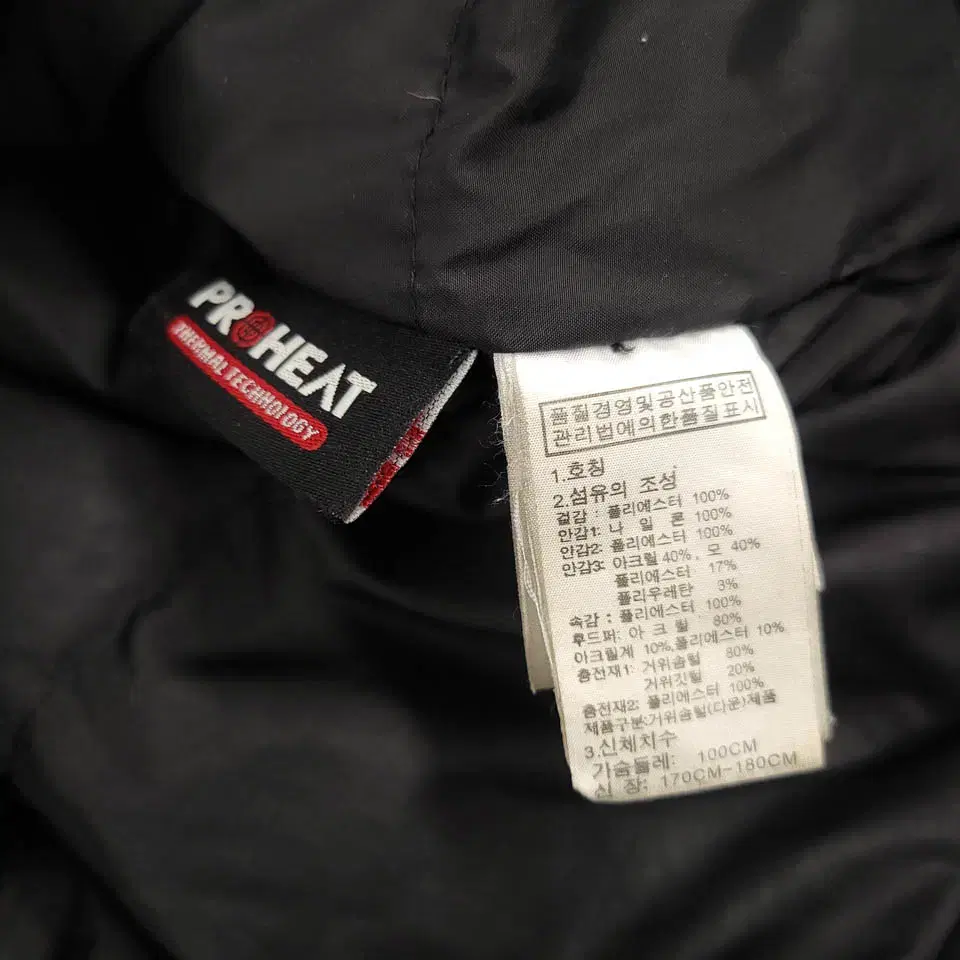 PROHEAT
THERMAL TECHNOLOGY
품질경영및공산품안전
관리법에의한품질표시
1.호칭
2.섬유의 조성
겉감 : 폴리에스터 100%
안감1: 나 일 론 100%
안감2: 폴리에스터 100%
안감3: 아크릴 40%, 모 40%
폴리에스터 17%
폴리우레탄 3%
속감 : 폴리에스터 100%
후드퍼: 아 크 릴 80%
아크릴계 10%,폴리에스터 10%
충전재1: 거위솜털 80%
거위깃털 20%
충전재2: 폴리에스터 100%
제품구분:거위솜털(다운)제품
3.신체치수
가슴둘레: 100CM
신 장: 170CM-180CM